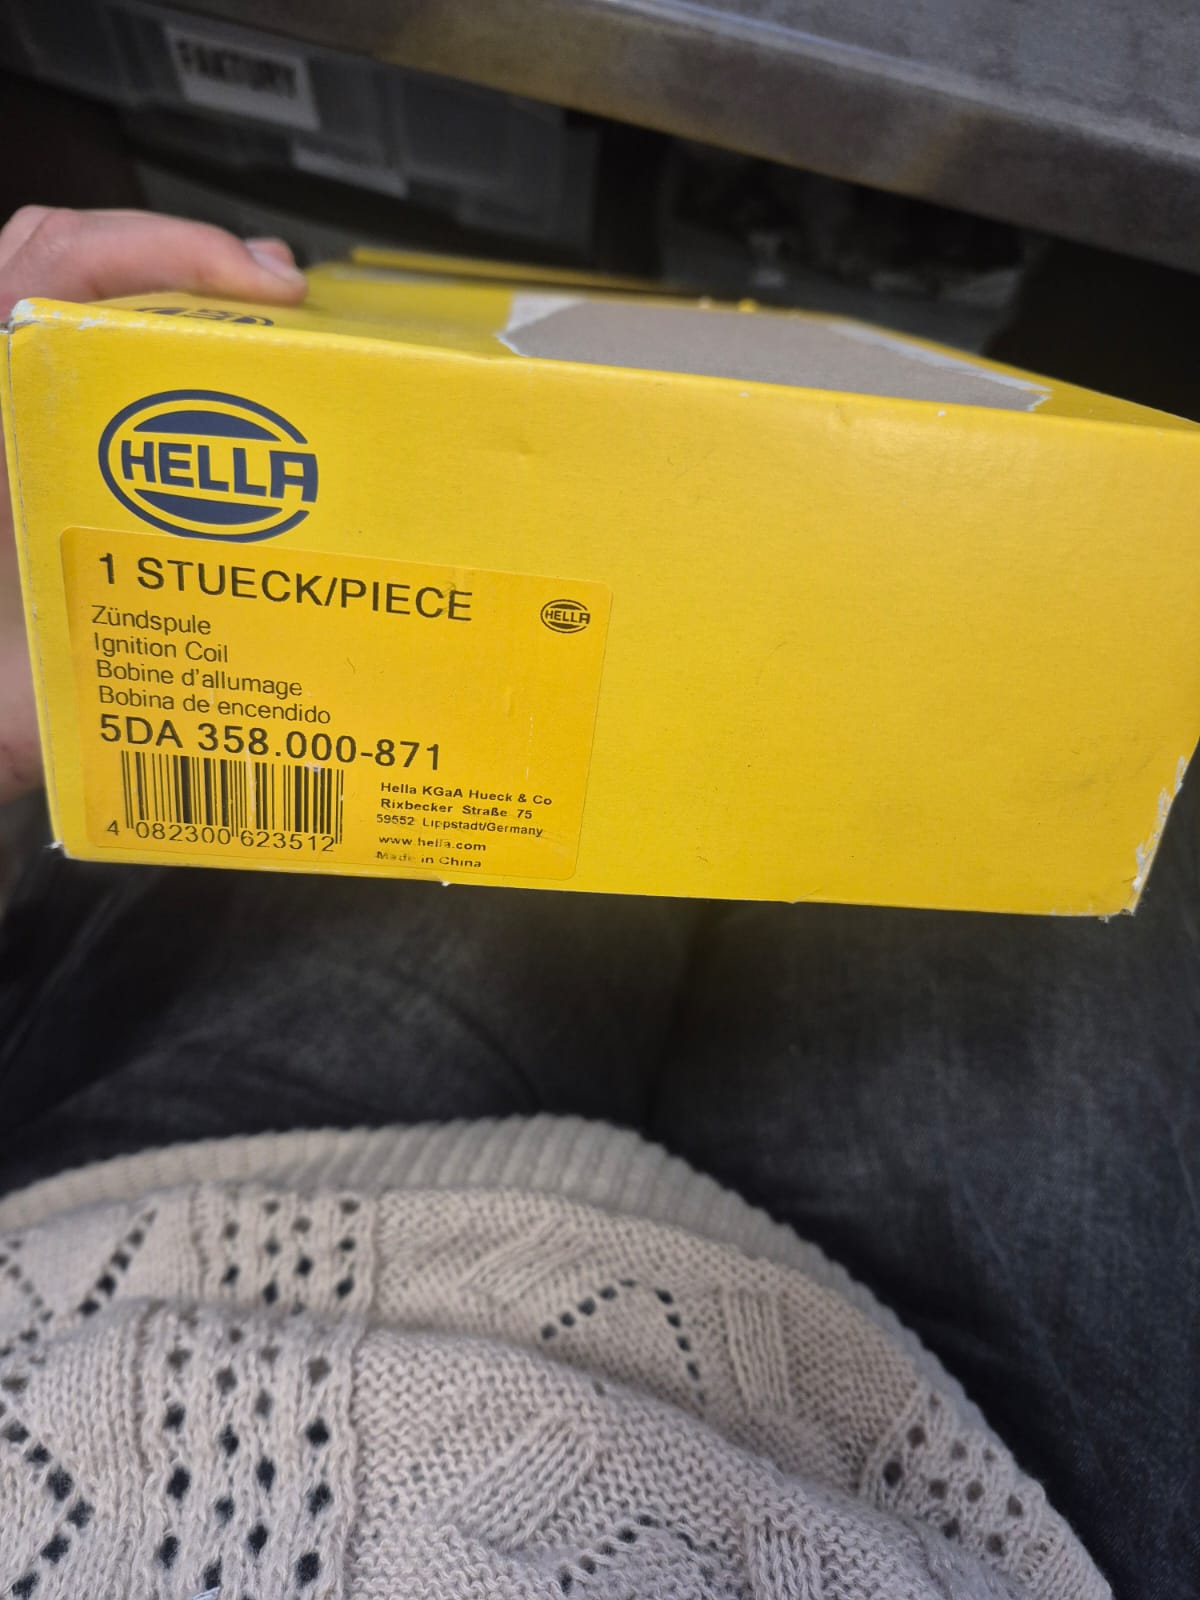 FAKTURY
HELLA
1 STUECK/PIECE
HELLA
Zündspule
Ignition Coil
Bobine d'allumage
Bobina de encendido
5DA 358.000-871
4 082300 623512
Hella KGaA Hueck & Co
Rixbecker Straße 75
59552 Lippstadt/Germany
www.hella.com
Made in China